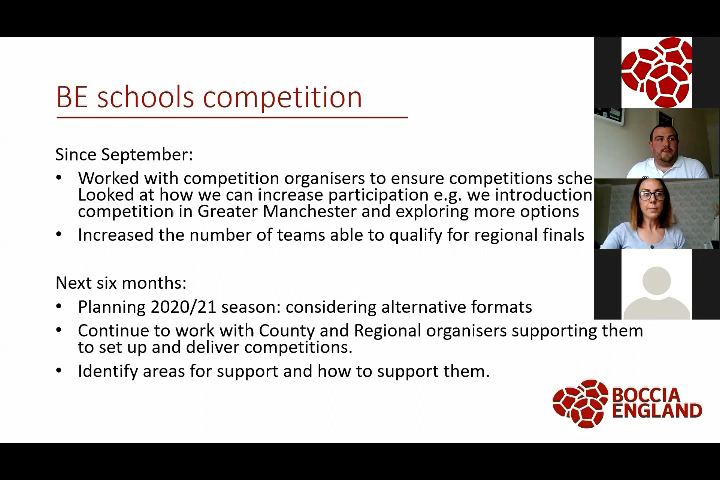 BE schools competition
Since September:
• Worked with competition organisers to ensure competitions sche
Looked at how we can increase participation e.g. we introduction
competition in Greater Manchester and exploring more options
• Increased the number of teams able to qualify for regional finals
Next six months:
• Planning 2020/21 season: considering alternative formats
• Continue to work with County and Regional organisers supporting them
to set up and deliver competitions.
• Identify areas for support and how to support them.
BOCCIA
ENGLAND